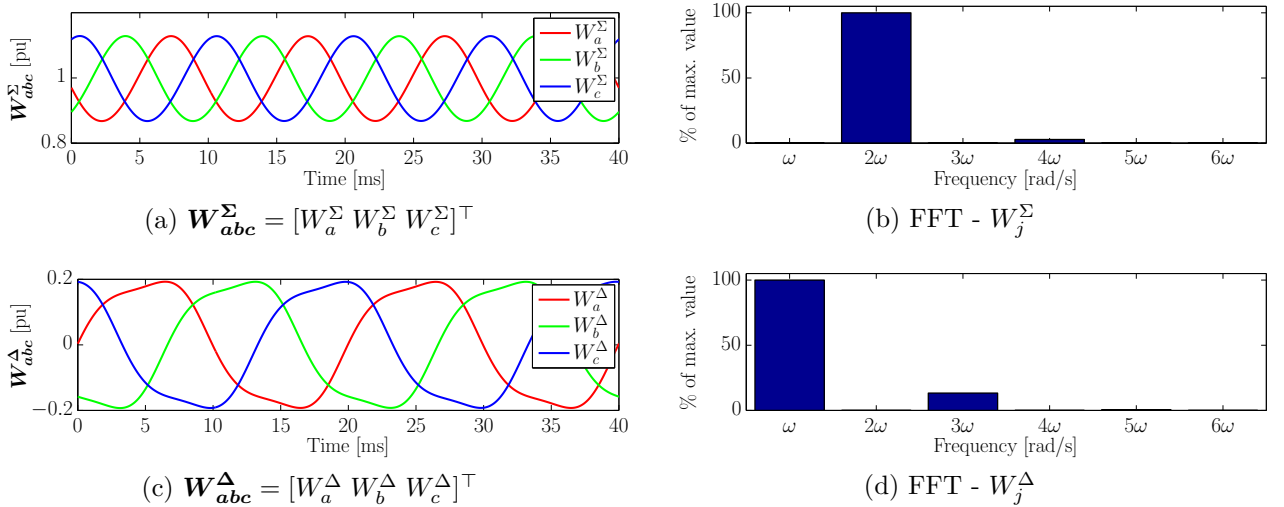 W^Σ_abc [pu]
1
0.8
0 5 10 15 20 25 30 35 40
Time [ms]
W^Σ_a
W^Σ_b
W^Σ_c
(a) W^Σ_abc = [W^Σ_a W^Σ_b W^Σ_c]^⊤
% of max. value
100
50
0
ω 2ω 3ω 4ω 5ω 6ω
Frequency [rad/s]
(b) FFT - W^Σ_j
W^Δ_abc [pu]
0.2
0
−0.2
0 5 10 15 20 25 30 35 40
Time [ms]
W^Δ_a
W^Δ_b
W^Δ_c
(c) W^Δ_abc = [W^Δ_a W^Δ_b W^Δ_c]^⊤
% of max. value
100
50
0
ω 2ω 3ω 4ω 5ω 6ω
Frequency [rad/s]
(d) FFT - W^Δ_j